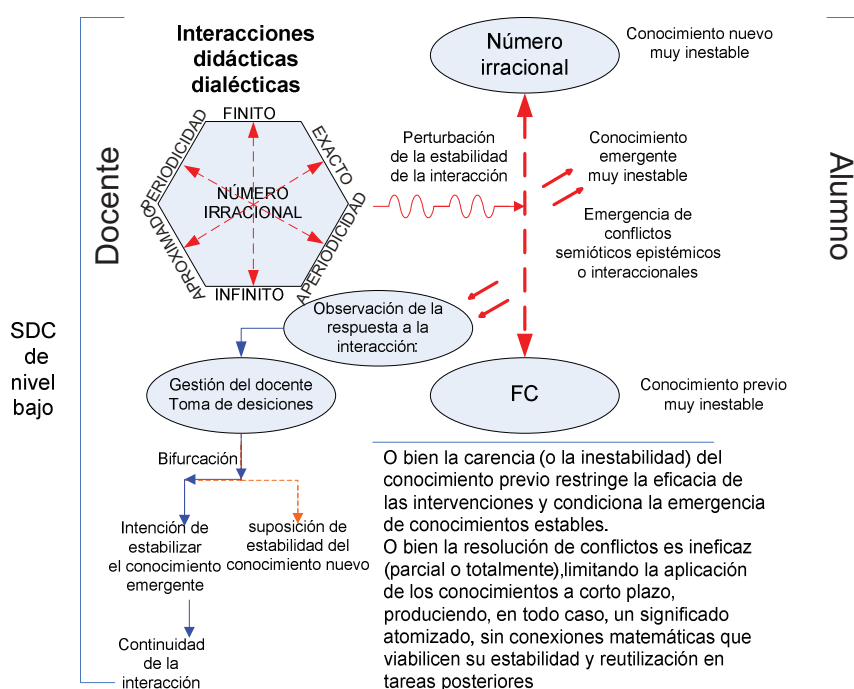 Interacciones
didácticas
dialécticas
FINITO
EXACTO
APERIODICIDAD
INFINITO
APROXIMADO
PERIODICIDAD
NÚMERO
IRRACIONAL
Docente
SDC
de
nivel
bajo
Perturbación
de la estabilidad
de la interacción
Número
irracional
Conocimiento nuevo
muy inestable
Conocimiento
emergente
muy inestable
Emergencia de
conflictos
semióticos epistémicos
o interaccionales
Alumno
Observación de la
respuesta a la
interacción:
Gestión del docente
Toma de desiciones
FC
Conocimiento previo
muy inestable
Bifurcación
Intención de
estabilizar
el conocimiento
emergente
suposición de
estabilidad del
conocimiento nuevo
Continuidad
de la
interacción
O bien la carencia (o la inestabilidad) del
conocimiento previo restringe la eficacia de
las intervenciones y condiciona la emergencia
de conocimientos estables.
O bien la resolución de conflictos es ineficaz
(parcial o totalmente),limitando la aplicación
de los conocimientos a corto plazo,
produciendo, en todo caso, un significado
atomizado, sin conexiones matemáticas que
viabilicen su estabilidad y reutilización en
tareas posteriores